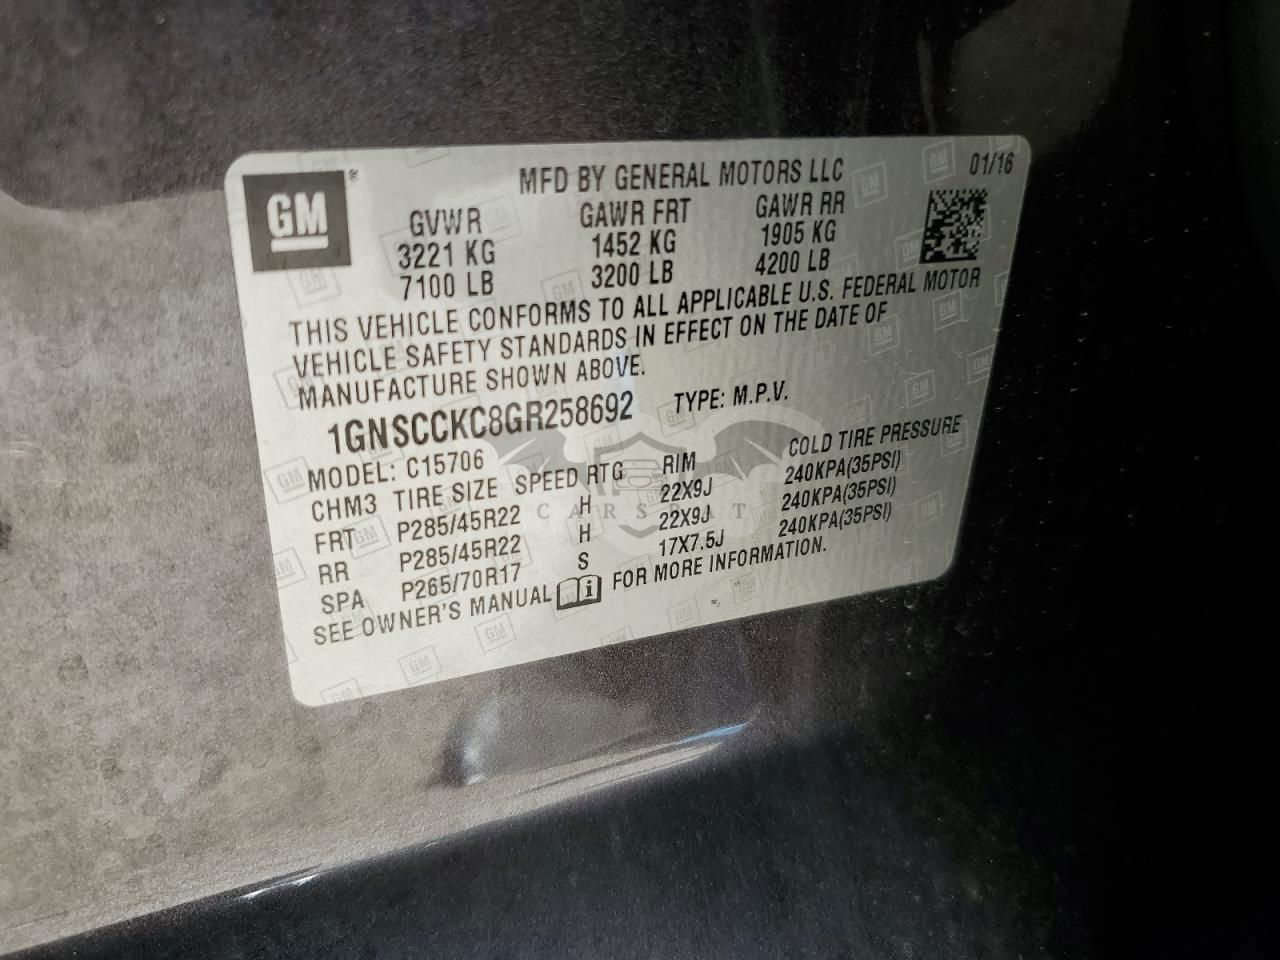 GM
MFD BY GENERAL MOTORS LLC 01/16
GVWR GAWR FRT GAWR RR
3221 KG 1452 KG 1905 KG
7100 LB 3200 LB 4200 LB
THIS VEHICLE CONFORMS TO ALL APPLICABLE U.S. FEDERAL MOTOR
VEHICLE SAFETY STANDARDS IN EFFECT ON THE DATE OF
MANUFACTURE SHOWN ABOVE.
1GNSCCKC8GR258692 TYPE: M.P.V.
MODEL: C15706
CHM3 TIRE SIZE SPEED RTG RIM COLD TIRE PRESSURE
FRT P285/45R22 H 22X9J 240KPA(35PSI)
RR P285/45R22 H 22X9J 240KPA(35PSI)
SPA P265/70R17 S 17X7.5J 240KPA(35PSI)
SEE OWNER'S MANUAL i FOR MORE INFORMATION.
CARSBAT